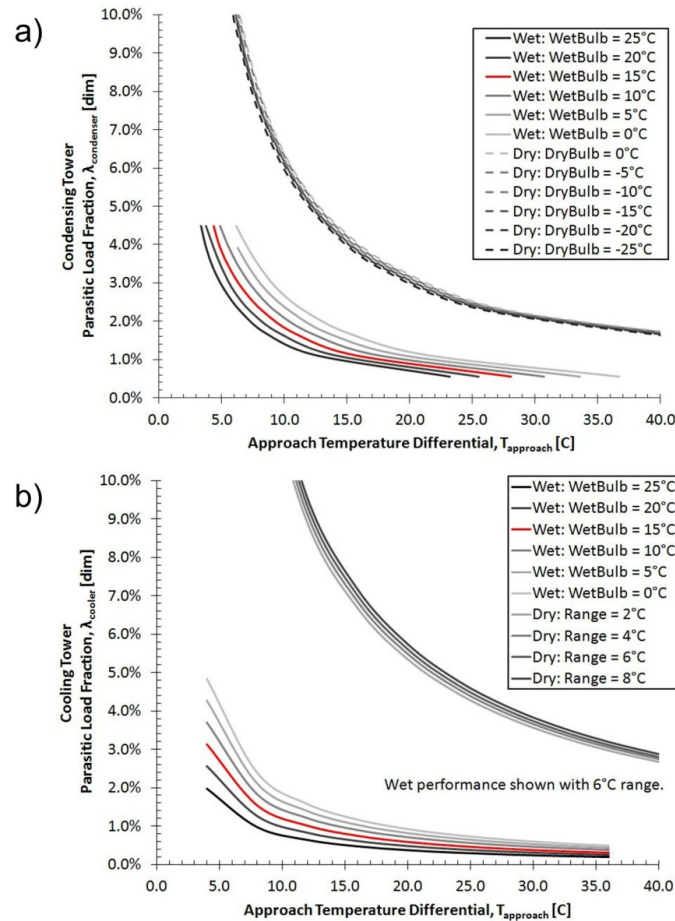 a)
10.0%
9.0%
8.0%
7.0%
6.0%
5.0%
4.0%
3.0%
2.0%
1.0%
0.0%
Condensing Tower
Parasitic Load Fraction, λcondenser [dim]
Wet: WetBulb = 25°C
Wet: WetBulb = 20°C
Wet: WetBulb = 15°C
Wet: WetBulb = 10°C
Wet: WetBulb = 5°C
Wet: WetBulb = 0°C
Dry: DryBulb = 0°C
Dry: DryBulb = -5°C
Dry: DryBulb = -10°C
Dry: DryBulb = -15°C
Dry: DryBulb = -20°C
Dry: DryBulb = -25°C
0.0 5.0 10.0 15.0 20.0 25.0 30.0 35.0 40.0
Approach Temperature Differential, Tapproach [C]
b)
10.0%
9.0%
8.0%
7.0%
6.0%
5.0%
4.0%
3.0%
2.0%
1.0%
0.0%
Cooling Tower
Parasitic Load Fraction, λcooler [dim]
Wet: WetBulb = 25°C
Wet: WetBulb = 20°C
Wet: WetBulb = 15°C
Wet: WetBulb = 10°C
Wet: WetBulb = 5°C
Wet: WetBulb = 0°C
Dry: Range = 2°C
Dry: Range = 4°C
Dry: Range = 6°C
Dry: Range = 8°C
Wet performance shown with 6°C range.
0.0 5.0 10.0 15.0 20.0 25.0 30.0 35.0 40.0
Approach Temperature Differential, Tapproach [C]